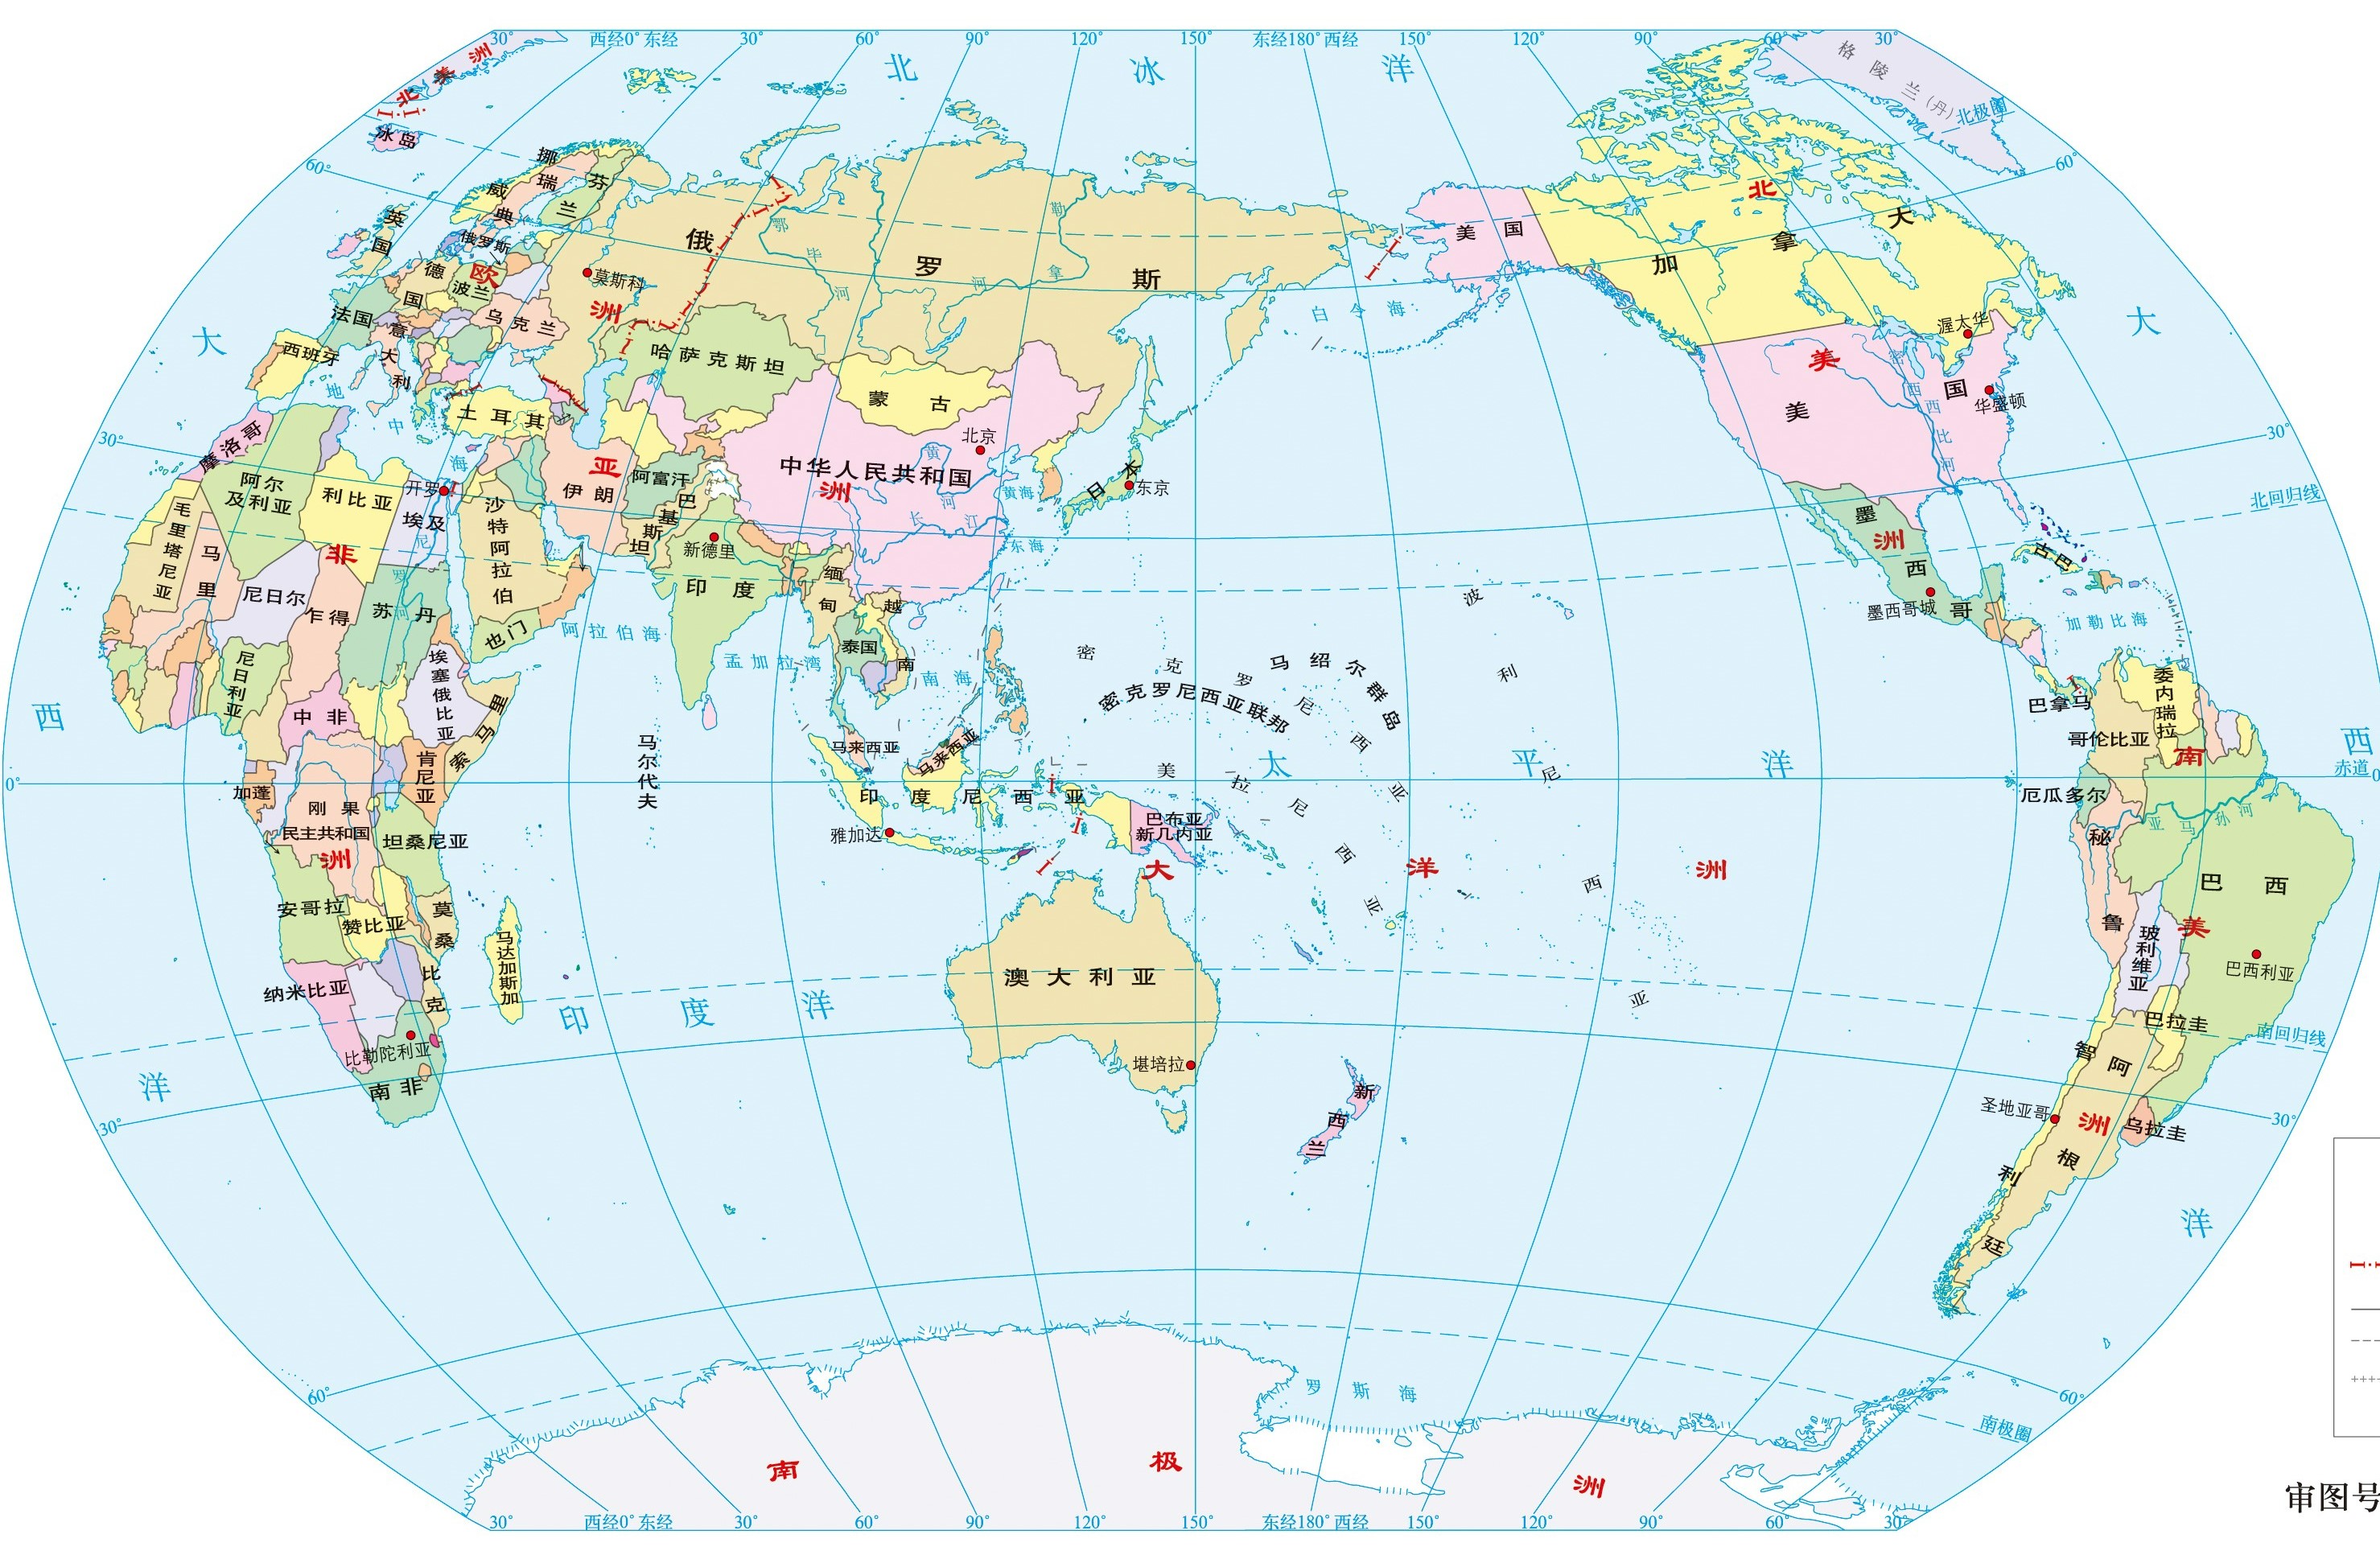 30° 西经0° 东经 30° 60° 90° 120° 150° 东经180° 西经 150° 120° 90° 60° 30°
北冰洋
北美洲
格陵兰(丹)
北极圈
冰岛
60°
60°
挪威
瑞典
芬兰
英国
俄罗斯
德国
波兰
欧洲
法国
意大利
乌克兰
西班牙
莫斯科
俄罗斯
鄂毕河
勒拿河
白令海
美国
加拿大
北美洲
渥太华
美国
华盛顿
密西西比河
大西洋
大西洋
地中海
土耳其
哈萨克斯坦
蒙古
北京
中华人民共和国
亚洲
黄河
长江
黄海
东海
日本
东京
30°
30°
北回归线
摩洛哥
阿尔及利亚
利比亚
开罗
埃及
尼罗河
沙特阿拉伯
伊朗
阿富汗
巴基斯坦
新德里
印度
缅甸
越南
泰国
毛里塔尼亚
马里
尼日尔
乍得
苏丹
非洲
也门
阿拉伯海
孟加拉湾
南海
尼日利亚
中非
埃塞俄比亚
索马里
肯尼亚
马尔代夫
马来西亚
马来西亚
密克罗尼西亚
密克罗尼西亚联邦
马绍尔群岛
波利尼西亚
美拉尼西亚
墨西哥
墨西哥城
古巴
加勒比海
巴拿马
委内瑞拉
哥伦比亚
太平洋
0°
赤道 0°
加蓬
刚果
民主共和国
坦桑尼亚
印度尼西亚
雅加达
巴布亚
新几内亚
大洋洲
厄瓜多尔
秘鲁
亚马孙河
巴西
南美洲
巴西利亚
玻利维亚
安哥拉
赞比亚
莫桑比克
马达加斯加
纳米比亚
比勒陀利亚
南非
印度洋
澳大利亚
堪培拉
新西兰
巴拉圭
南回归线
智利
阿根廷
圣地亚哥
乌拉圭
30°
30°
60°
60°
罗斯海
南极圈
南极洲
30° 西经0° 东经 30° 60° 90° 120° 150° 东经180° 西经 150° 120° 90° 60° 30°
审图号